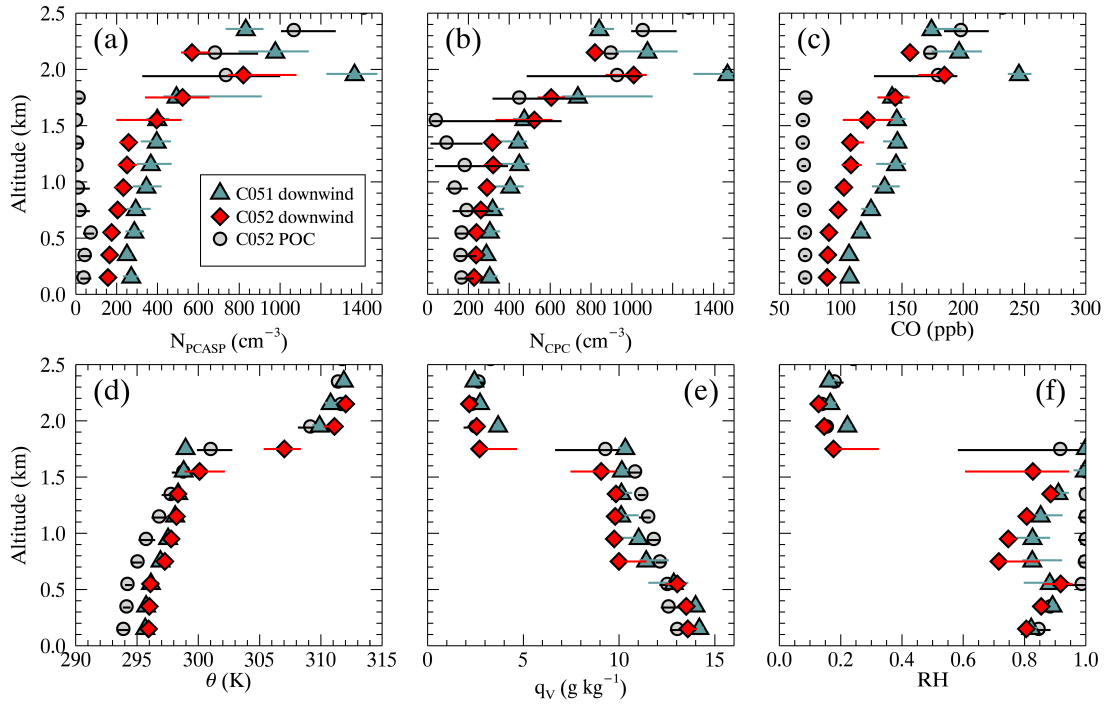 (a)
(b)
(c)
2.5
2.0
1.5
1.0
0.5
0.0
Altitude (km)
C051 downwind
C052 downwind
C052 POC
0 200 400 600 800 1000 1400
0 200 400 600 800 1000 1400
50 100 150 200 250 300
N_PCASP (cm⁻³)
N_CPC (cm⁻³)
CO (ppb)
(d)
(e)
(f)
2.5
2.0
1.5
1.0
0.5
0.0
Altitude (km)
290 295 300 305 310 315
0 5 10 15
0.0 0.2 0.4 0.6 0.8 1.0
θ (K)
q_V (g kg⁻¹)
RH